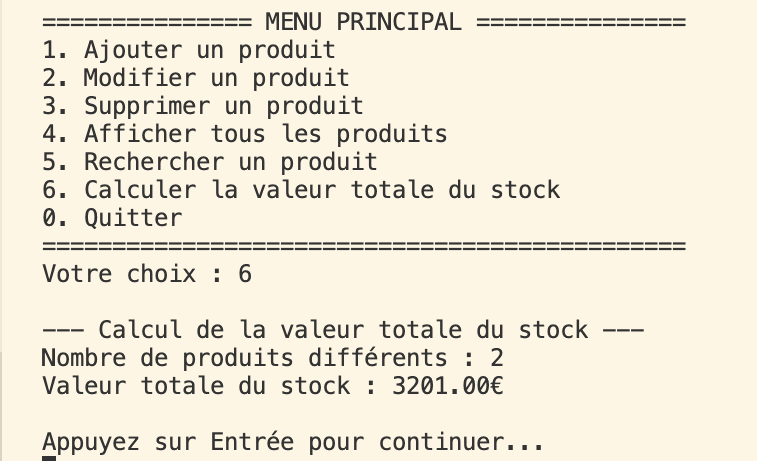 =============== MENU PRINCIPAL ===============
1. Ajouter un produit
2. Modifier un produit
3. Supprimer un produit
4. Afficher tous les produits
5. Rechercher un produit
6. Calculer la valeur totale du stock
0. Quitter
==============================================
Votre choix : 6
--- Calcul de la valeur totale du stock ---
Nombre de produits différents : 2
Valeur totale du stock : 3201.00€
Appuyez sur Entrée pour continuer...